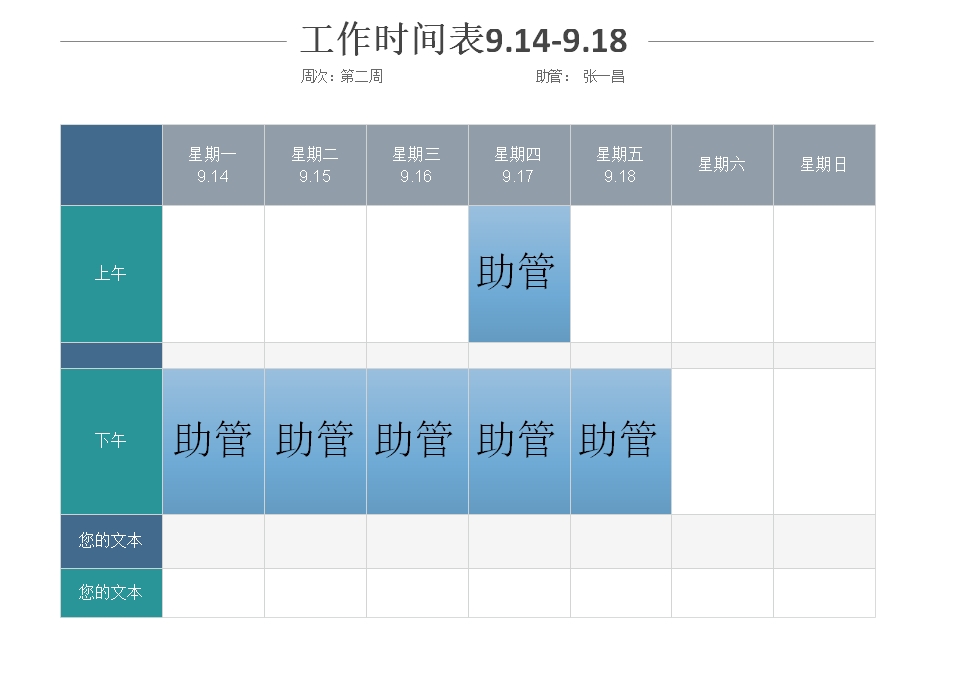 工作时间表9.14-9.18
周次：第二周 助管： 张一昌
星期一 星期二 星期三 星期四 星期五 星期六 星期日
9.14 9.15 9.16 9.17 9.18
上午 助管
下午 助管 助管 助管 助管 助管
您的文本
您的文本